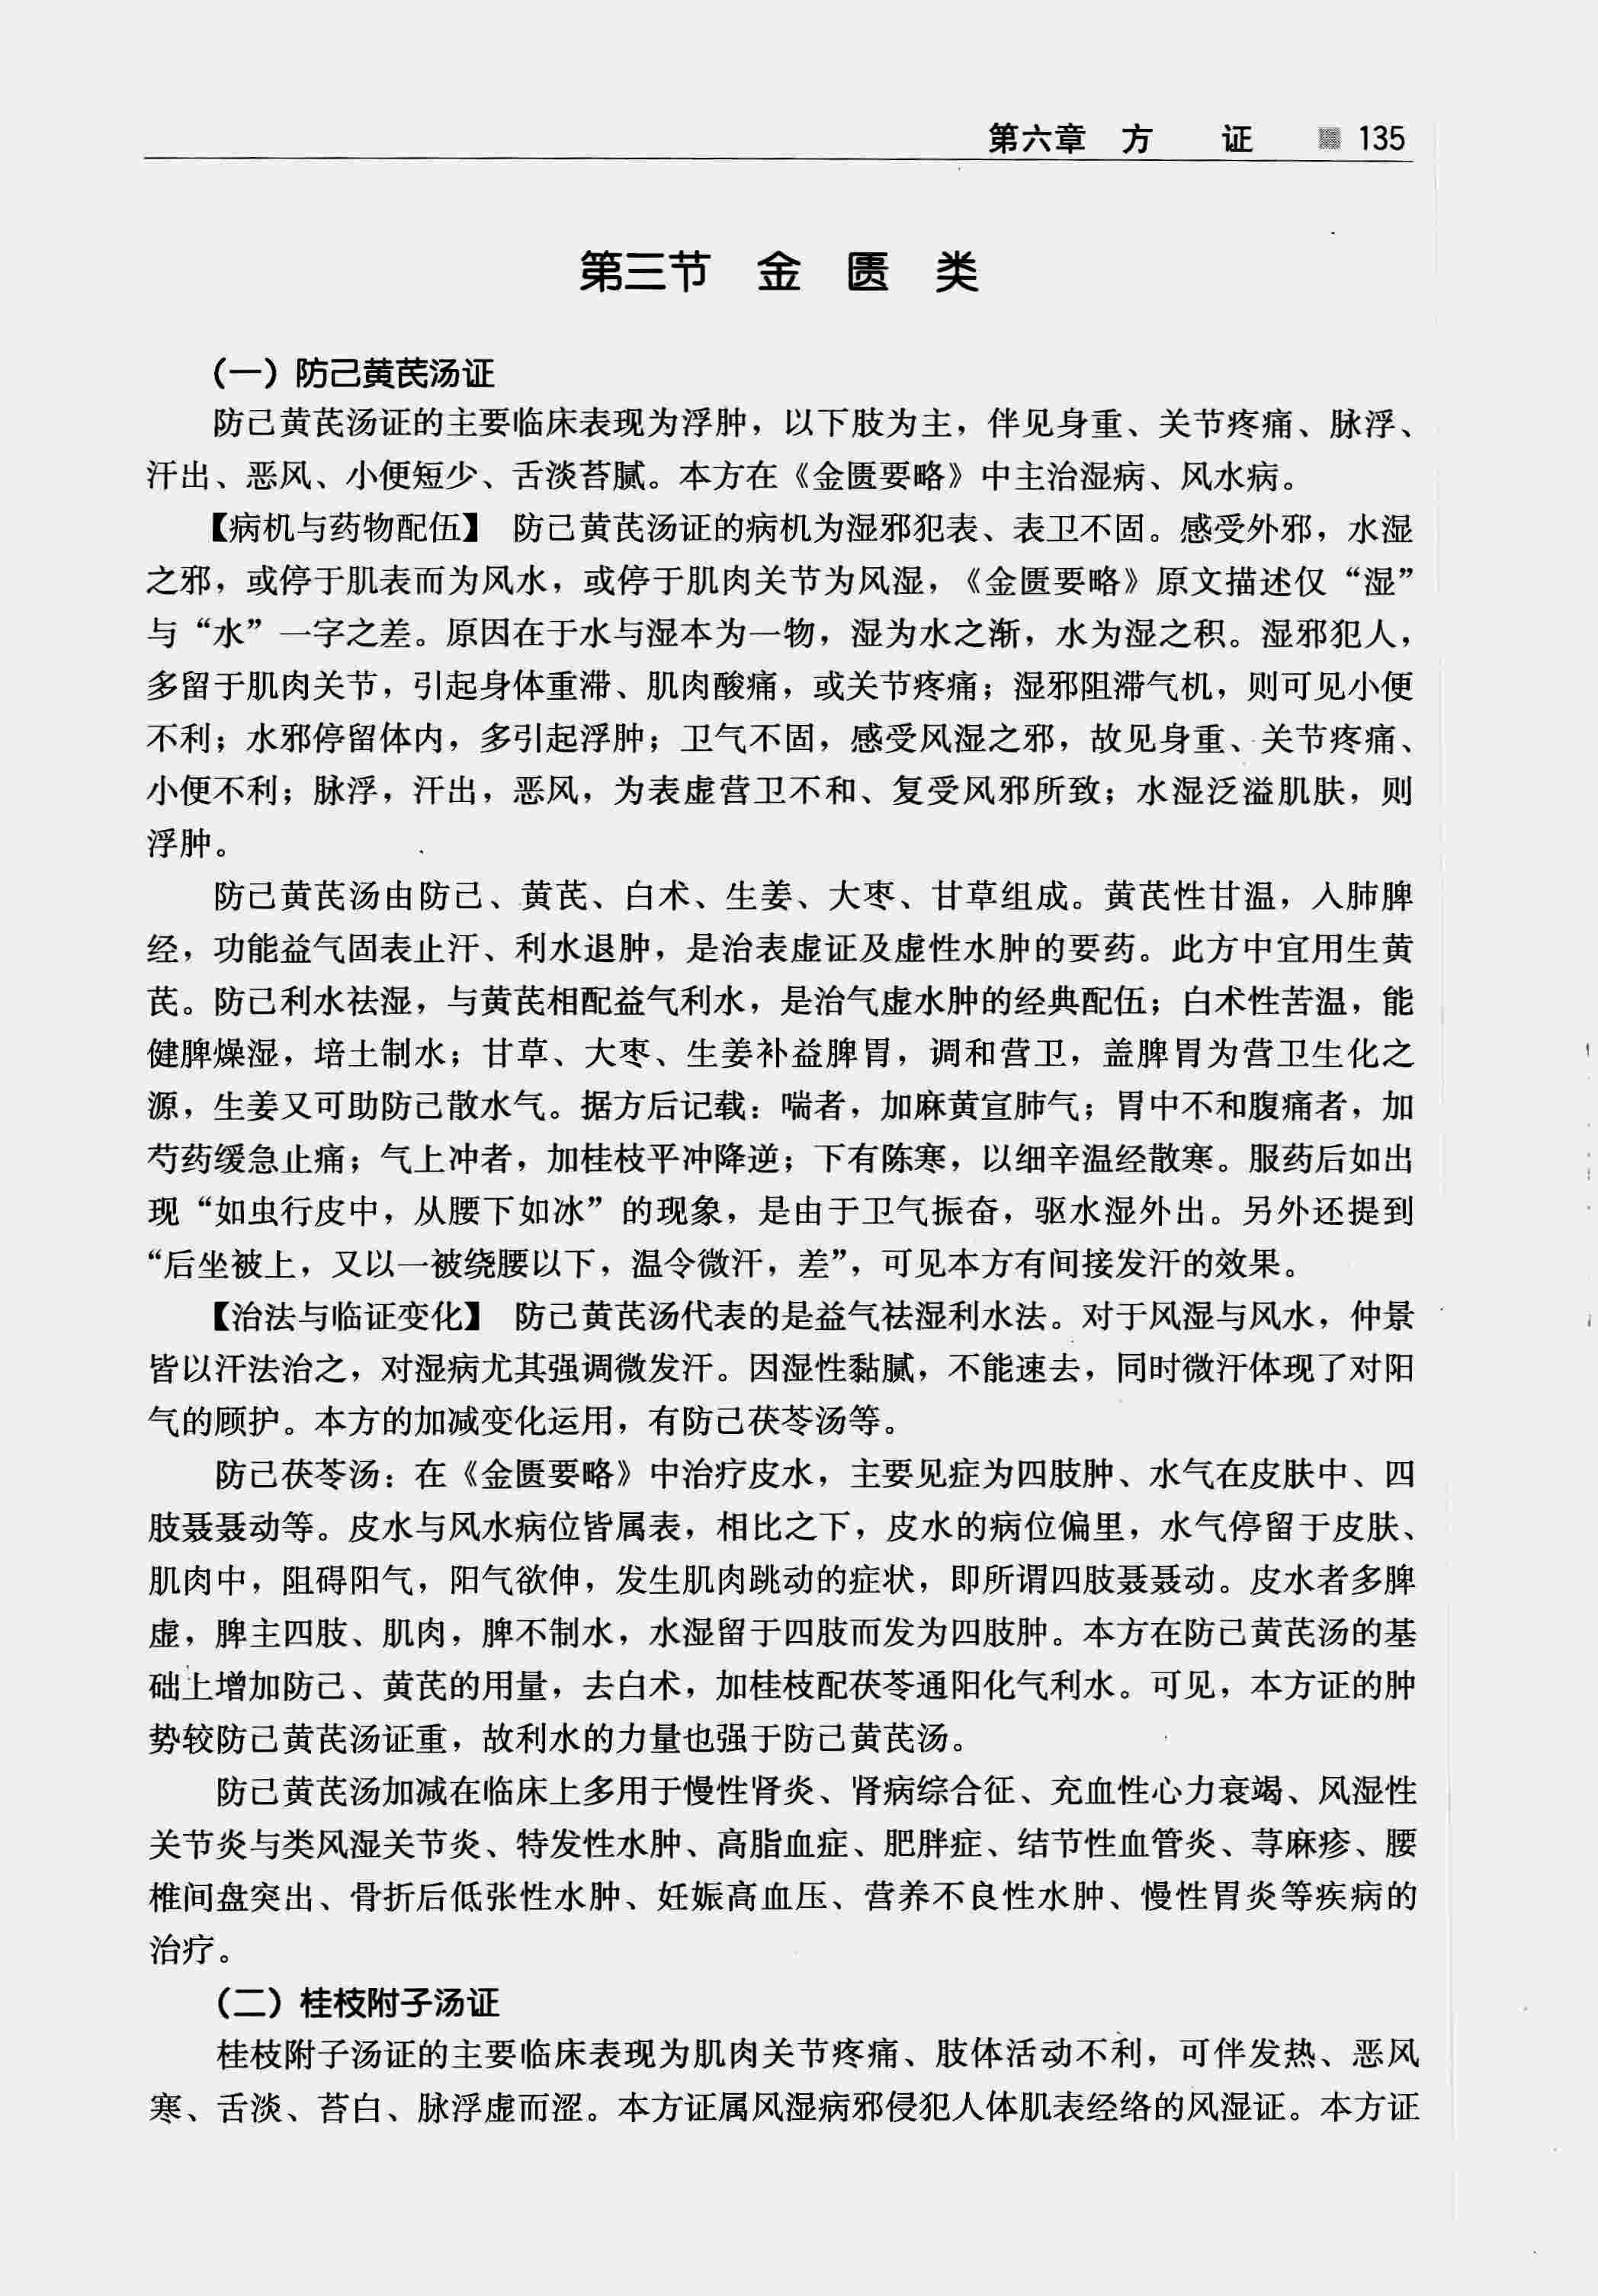 第六章 方 证 135
第三节 金 匮 类
（一）防己黄芪汤证
防己黄芪汤证的主要临床表现为浮肿，以下肢为主，伴见身重、关节疼痛、脉浮、
汗出、恶风、小便短少、舌淡苔腻。本方在《金匮要略》中主治湿病、风水病。
【病机与药物配伍】 防己黄芪汤证的病机为湿邪犯表、表卫不固。感受外邪，水湿
之邪，或停于肌表而为风水，或停于肌肉关节为风湿，《金匮要略》原文描述仅“湿”
与“水”一字之差。原因在于水与湿本为一物，湿为水之渐，水为湿之积。湿邪犯人，
多留于肌肉关节，引起身体重滞、肌肉酸痛，或关节疼痛；湿邪阻滞气机，则可见小便
不利；水邪停留体内，多引起浮肿；卫气不固，感受风湿之邪，故见身重、关节疼痛、
小便不利；脉浮，汗出，恶风，为表虚营卫不和、复受风邪所致；水湿泛溢肌肤，则
浮肿。
防己黄芪汤由防己、黄芪、白术、生姜、大枣、甘草组成。黄芪性甘温，入肺脾
经，功能益气固表止汗、利水退肿，是治表虚证及虚性水肿的要药。此方中宜用生黄
芪。防己利水祛湿，与黄芪相配益气利水，是治气虚水肿的经典配伍；白术性苦温，能
健脾燥湿，培土制水；甘草、大枣、生姜补益脾胃，调和营卫，盖脾胃为营卫生化之
源，生姜又可助防己散水气。据方后记载：喘者，加麻黄宣肺气；胃中不和腹痛者，加
芍药缓急止痛；气上冲者，加桂枝平冲降逆；下有陈寒，以细辛温经散寒。服药后如出
现“如虫行皮中，从腰下如冰”的现象，是由于卫气振奋，驱水湿外出。另外还提到
“后坐被上，又以一被绕腰以下，温令微汗，差”，可见本方有间接发汗的效果。
【治法与临证变化】 防己黄芪汤代表的是益气祛湿利水法。对于风湿与风水，仲景
皆以汗法治之，对湿病尤其强调微发汗。因湿性黏腻，不能速去，同时微汗体现了对阳
气的顾护。本方的加减变化运用，有防己茯苓汤等。
防己茯苓汤：在《金匮要略》中治疗皮水，主要见症为四肢肿、水气在皮肤中、四
肢聂聂动等。皮水与风水病位皆属表，相比之下，皮水的病位偏里，水气停留于皮肤、
肌肉中，阻碍阳气，阳气欲伸，发生肌肉跳动的症状，即所谓四肢聂聂动。皮水者多脾
虚，脾主四肢、肌肉，脾不制水，水湿留于四肢而发为四肢肿。本方在防己黄芪汤的基
础上增加防己、黄芪的用量，去白术，加桂枝配茯苓通阳化气利水。可见，本方证的肿
势较防己黄芪汤证重，故利水的力量也强于防己黄芪汤。
防己黄芪汤加减在临床上多用于慢性肾炎、肾病综合征、充血性心力衰竭、风湿性
关节炎与类风湿关节炎、特发性水肿、高脂血症、肥胖症、结节性血管炎、荨麻疹、腰
椎间盘突出、骨折后低张性水肿、妊娠高血压、营养不良性水肿、慢性胃炎等疾病的
治疗。
（二）桂枝附子汤证
桂枝附子汤证的主要临床表现为肌肉关节疼痛、肢体活动不利，可伴发热、恶风
寒、舌淡、苔白、脉浮虚而涩。本方证属风湿病邪侵犯人体肌表经络的风湿证。本方证